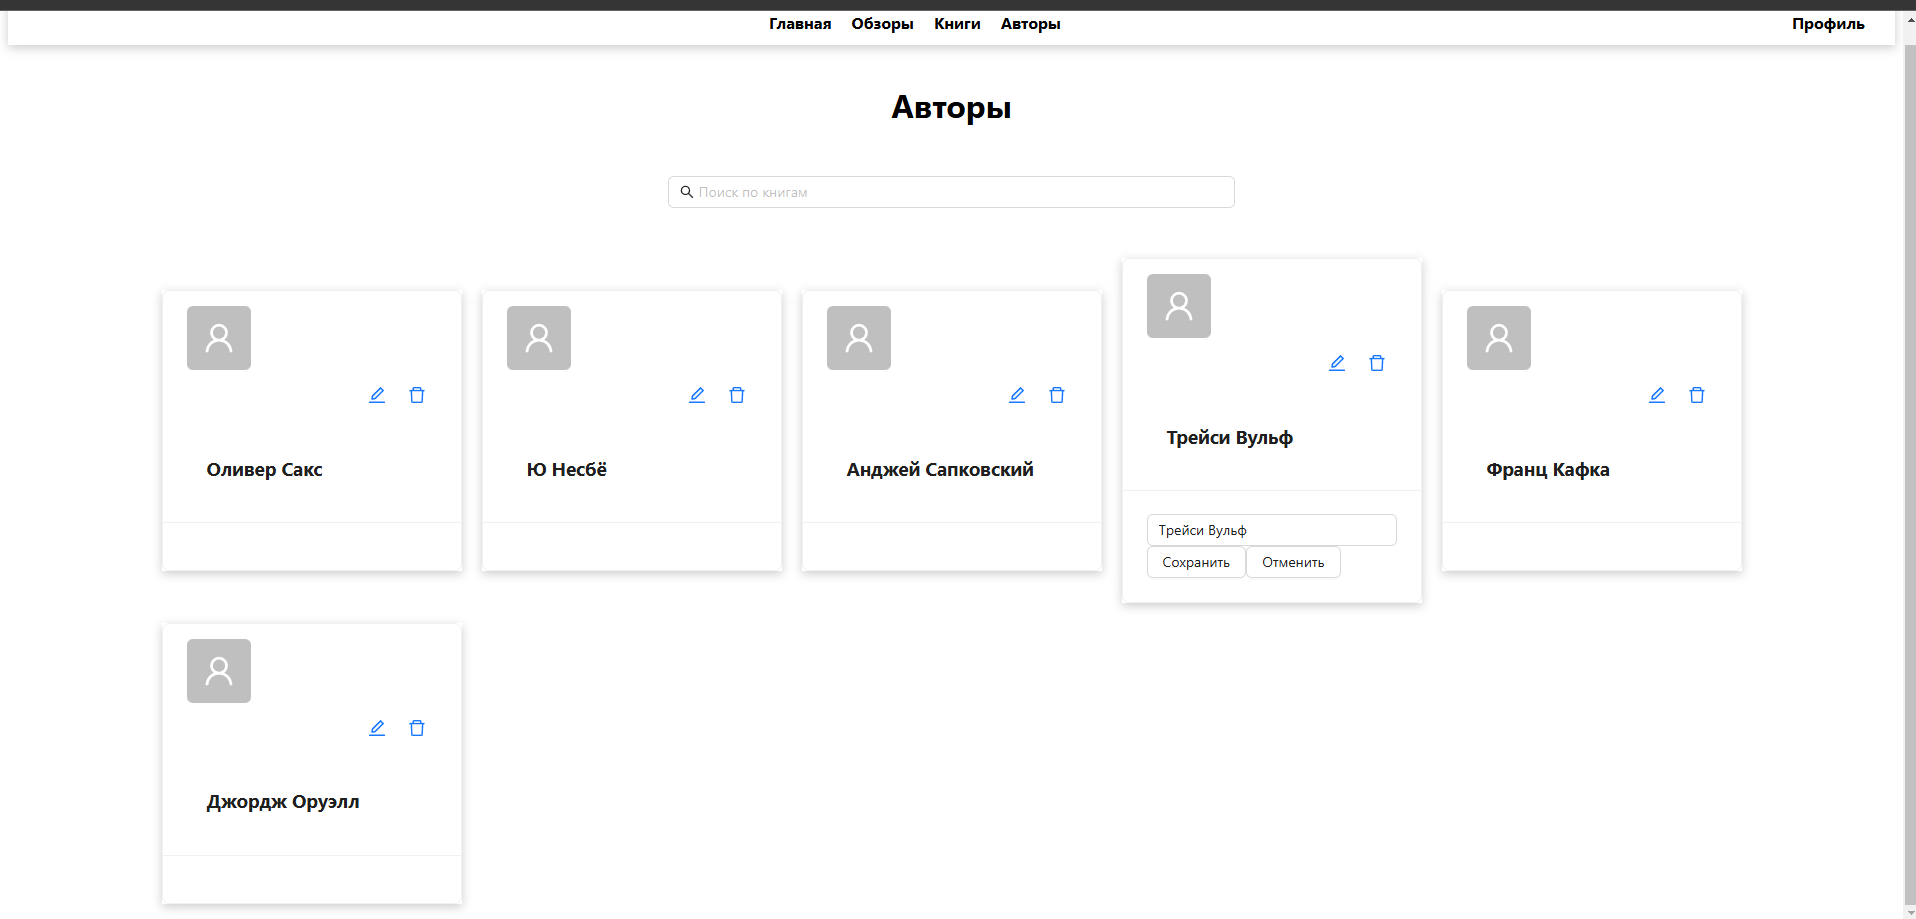 Главная Обзоры Книги Авторы Профиль
Авторы
Поиск по книгам
Оливер Сакс
Ю Несбё
Анджей Сапковский
Трейси Вульф
Трейси Вульф
Сохранить Отменить
Франц Кафка
Джордж Оруэлл